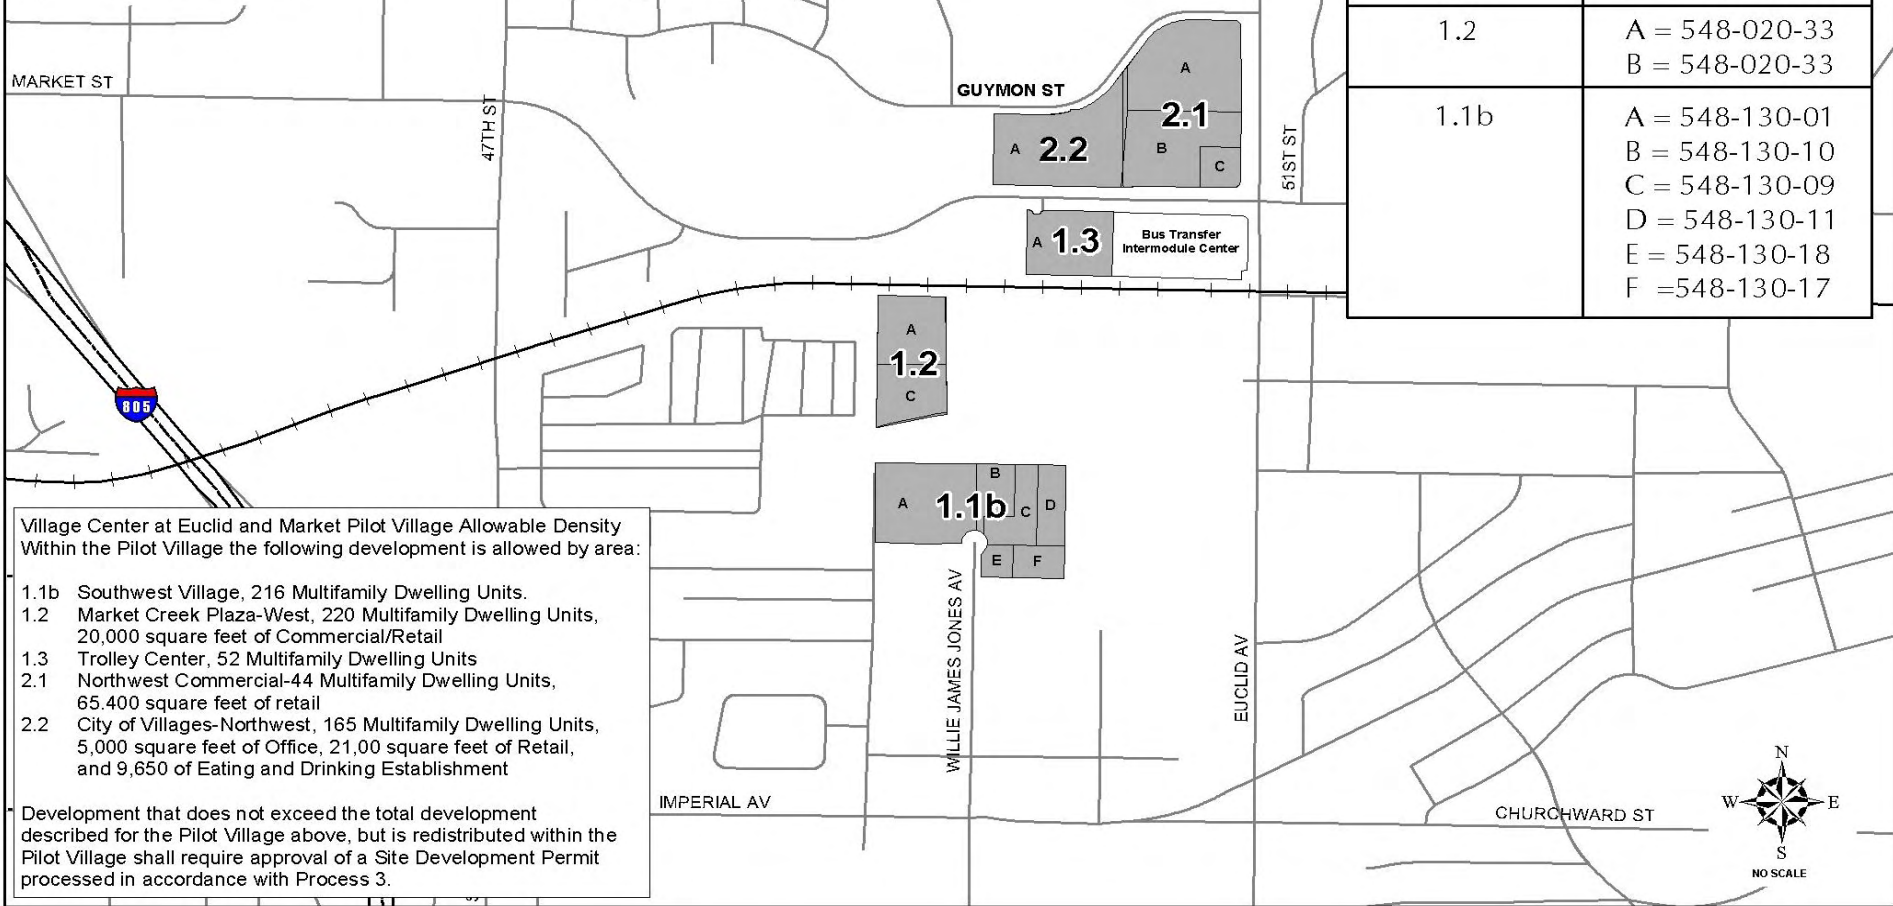 1.2
A = 548-020-33
B = 548-020-33
1.1b
A = 548-130-01
B = 548-130-10
C = 548-130-09
D = 548-130-11
E = 548-130-18
F =548-130-17
MARKET ST
47TH ST
GUYMON ST
51ST ST
A
2.1
B
C
A 2.2
A 1.3
Bus Transfer
Intermodule Center
A
1.2
C
805
A
1.1b
B
C
D
E
F
WILLIE JAMES JONES AV
EUCLID AV
IMPERIAL AV
CHURCHWARD ST
N
W
E
S
NO SCALE
Village Center at Euclid and Market Pilot Village Allowable Density
Within the Pilot Village the following development is allowed by area:
1.1b Southwest Village, 216 Multifamily Dwelling Units.
1.2 Market Creek Plaza-West, 220 Multifamily Dwelling Units,
20,000 square feet of Commercial/Retail
1.3 Trolley Center, 52 Multifamily Dwelling Units
2.1 Northwest Commercial-44 Multifamily Dwelling Units,
65.400 square feet of retail
2.2 City of Villages-Northwest, 165 Multifamily Dwelling Units,
5,000 square feet of Office, 21,00 square feet of Retail,
and 9,650 of Eating and Drinking Establishment
Development that does not exceed the total development
described for the Pilot Village above, but is redistributed within the
Pilot Village shall require approval of a Site Development Permit
processed in accordance with Process 3.